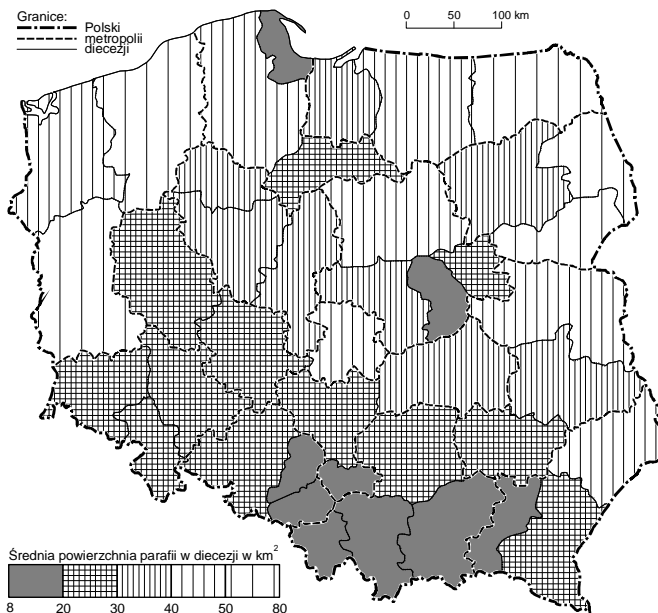 Granice:
Polski
metropolii
diecezji
0 50 100 km
Średnia powierzchnia parafii w diecezji w km²
8 20 30 40 50 80